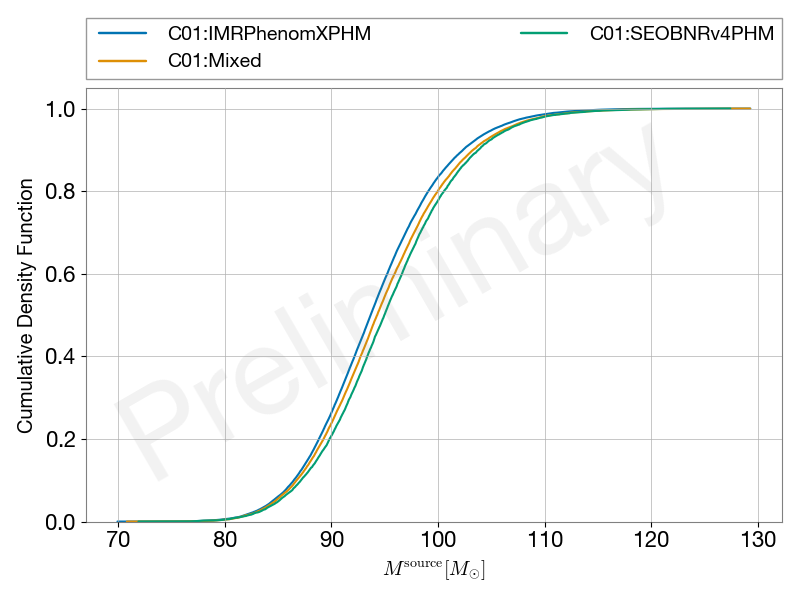 C01:IMRPhenomXPHM
C01:Mixed
C01:SEOBNRv4PHM
Preliminary
Cumulative Density Function
1.0
0.8
0.6
0.4
0.2
0.0
70 80 90 100 110 120 130
M^source [M_⊙]